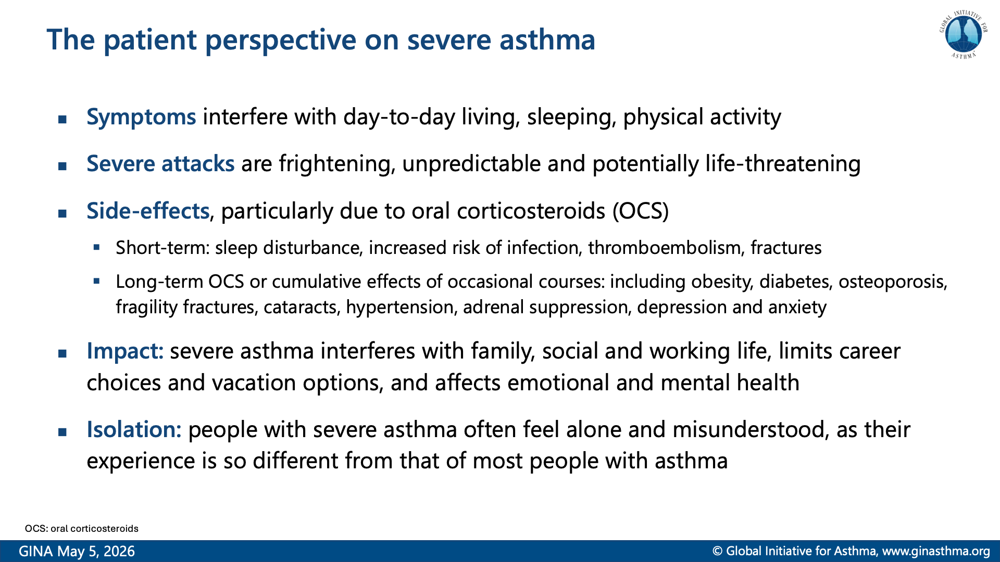 The patient perspective on severe asthma
GLOBAL INITIATIVE FOR
ASTHMA
■ Symptoms interfere with day-to-day living, sleeping, physical activity
■ Severe attacks are frightening, unpredictable and potentially life-threatening
■ Side-effects, particularly due to oral corticosteroids (OCS)
▪ Short-term: sleep disturbance, increased risk of infection, thromboembolism, fractures
▪ Long-term OCS or cumulative effects of occasional courses: including obesity, diabetes, osteoporosis,
fragility fractures, cataracts, hypertension, adrenal suppression, depression and anxiety
■ Impact: severe asthma interferes with family, social and working life, limits career
choices and vacation options, and affects emotional and mental health
■ Isolation: people with severe asthma often feel alone and misunderstood, as their
experience is so different from that of most people with asthma
OCS: oral corticosteroids
GINA May 5, 2026
© Global Initiative for Asthma, www.ginasthma.org